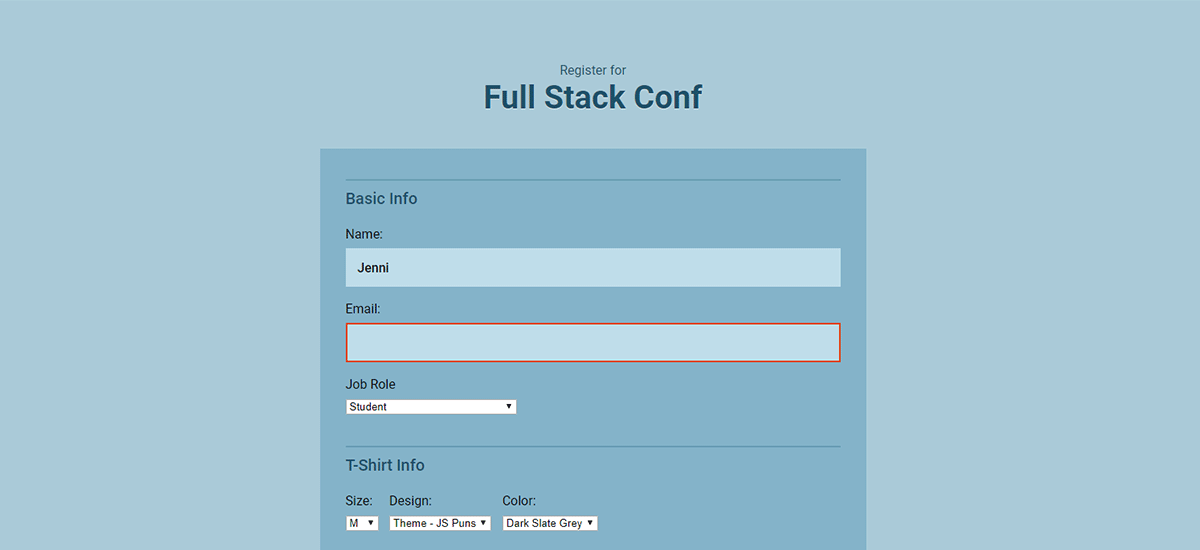 Register for
Full Stack Conf
Basic Info
Name:
Jenni
Email:
Job Role
Student
T-Shirt Info
Size: Design: Color:
M Theme - JS Puns Dark Slate Grey